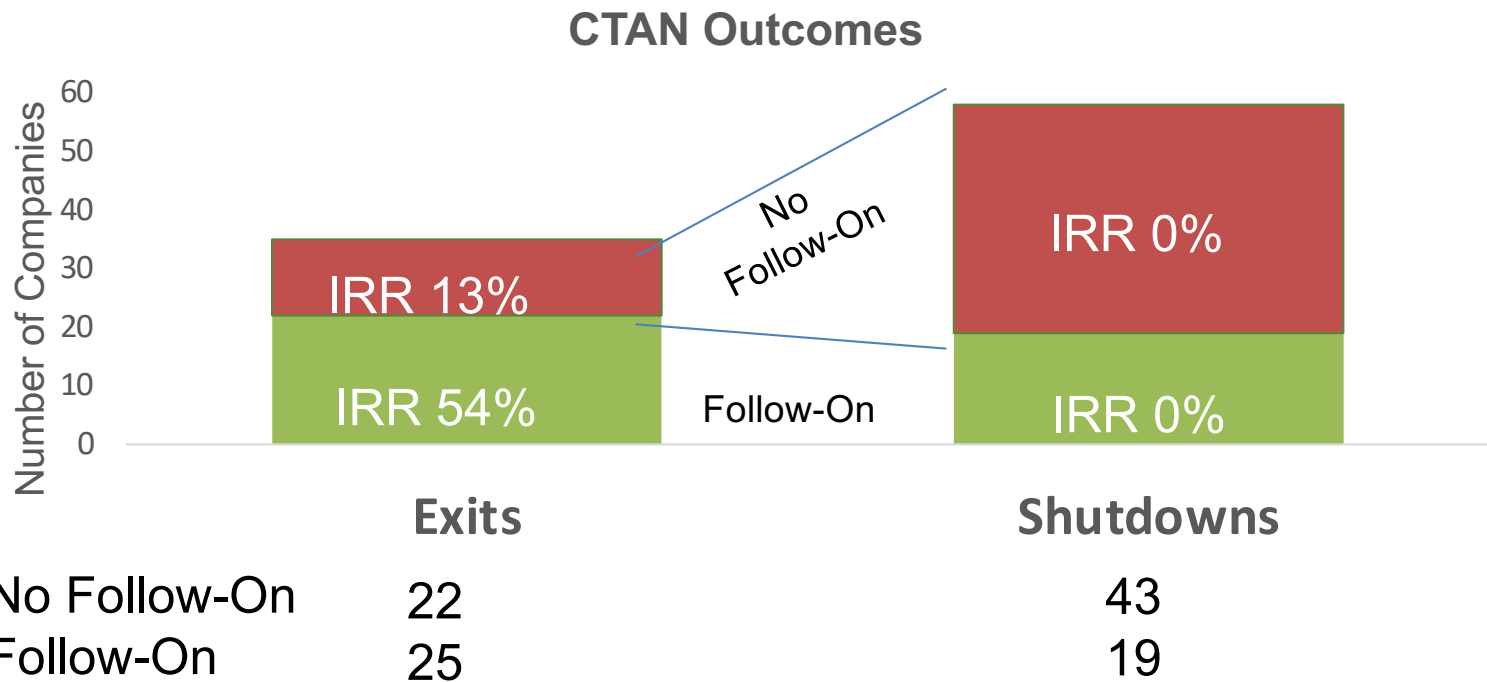 CTAN Outcomes
Number of Companies
60
50
40
30
20
10
0
IRR 13%
IRR 54%
No
Follow-On
Follow-On
IRR 0%
IRR 0%
Exits
Shutdowns
No Follow-On 22 43
Follow-On 25 19